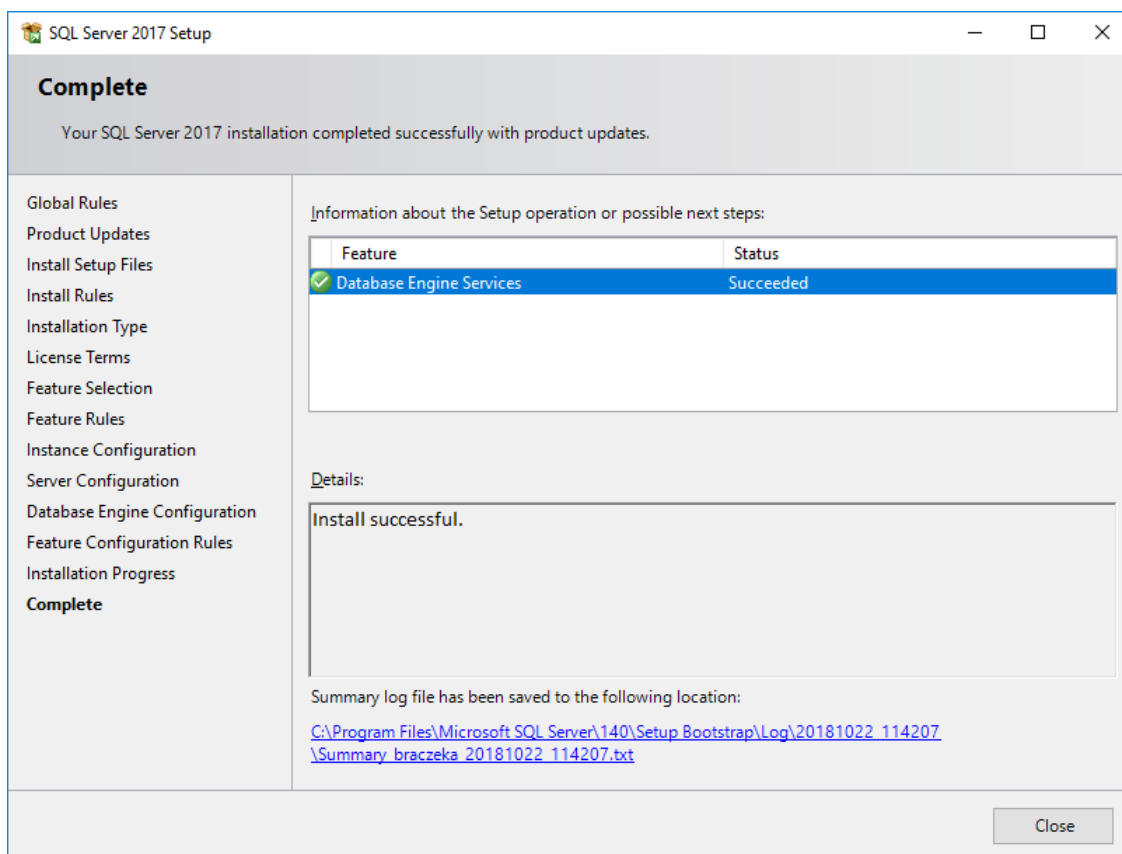 SQL Server 2017 Setup
Complete
Your SQL Server 2017 installation completed successfully with product updates.
Global Rules
Product Updates
Install Setup Files
Install Rules
Installation Type
License Terms
Feature Selection
Feature Rules
Instance Configuration
Server Configuration
Database Engine Configuration
Feature Configuration Rules
Installation Progress
Complete
Information about the Setup operation or possible next steps:
Feature Status
Database Engine Services Succeeded
Details:
Install successful.
Summary log file has been saved to the following location:
C:\Program Files\Microsoft SQL Server\140\Setup Bootstrap\Log\20181022_114207
\Summary_braczeka_20181022_114207.txt
Close